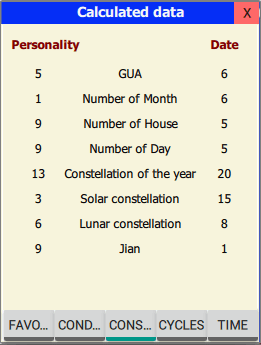 Calculated data X
Personality Date
5 GUA 6
1 Number of Month 6
9 Number of House 5
9 Number of Day 5
13 Constellation of the year 20
3 Solar constellation 15
6 Lunar constellation 8
9 Jian 1
FAVO... COND... CONS... CYCLES TIME